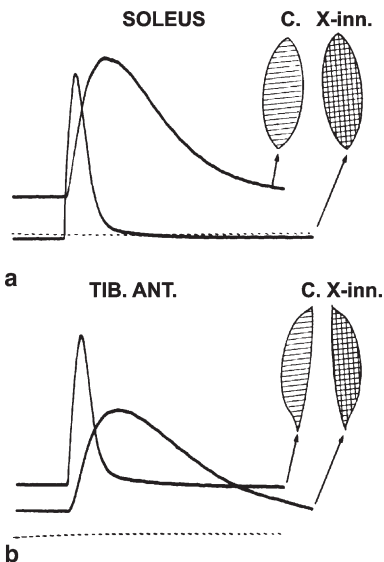 SOLEUS C. X-inn.
a
TIB. ANT. C. X-inn.
b